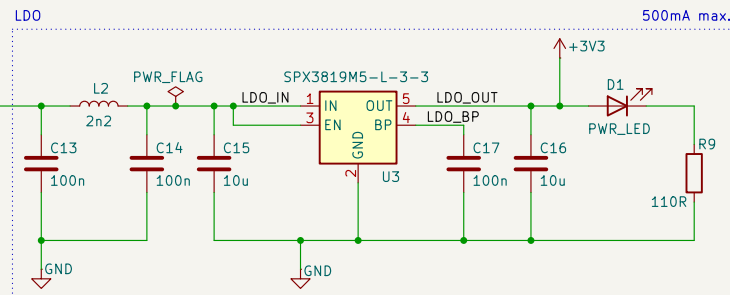 LDO
500mA max.
+3V3
L2
PWR_FLAG
SPX3819M5-L-3-3
D1
LDO_IN
1
IN
OUT
5
LDO_OUT
2n2
3
EN
BP
4
LDO_BP
PWR_LED
C13
C14
C15
GND
C17
C16
R9
100n
100n
10u
2
U3
100n
10u
110R
GND
GND